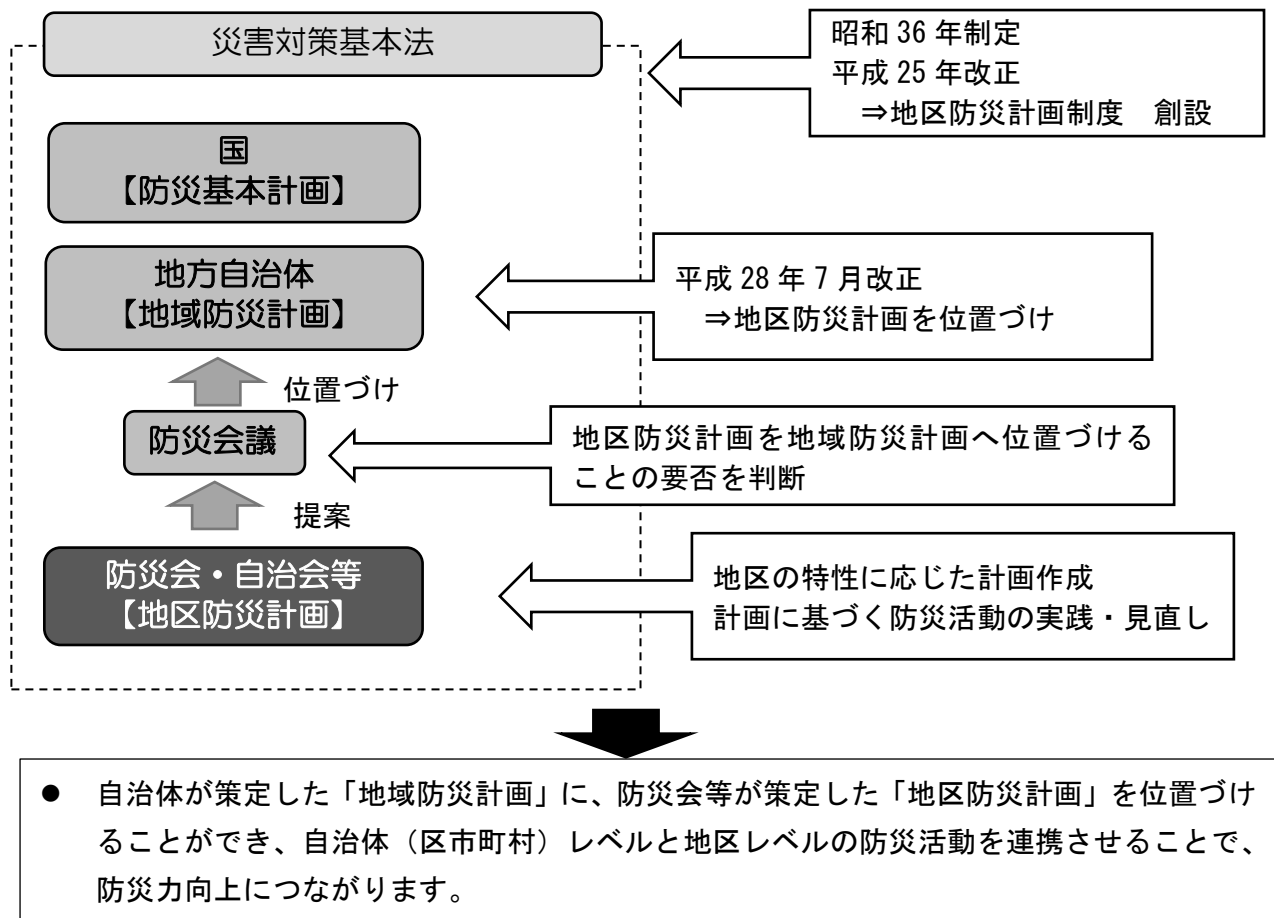 災害対策基本法
昭和 36 年制定
平成 25 年改正
⇒地区防災計画制度　創設
国
【防災基本計画】
地方自治体
【地域防災計画】
平成 28 年 7 月改正
⇒地区防災計画を位置づけ
位置づけ
防災会議
地区防災計画を地域防災計画へ位置づける
ことの要否を判断
提案
防災会・自治会等
【地区防災計画】
地区の特性に応じた計画作成
計画に基づく防災活動の実践・見直し
● 自治体が策定した「地域防災計画」に、防災会等が策定した「地区防災計画」を位置づけ
ることができ、自治体（区市町村）レベルと地区レベルの防災活動を連携させることで、
防災力向上につながります。